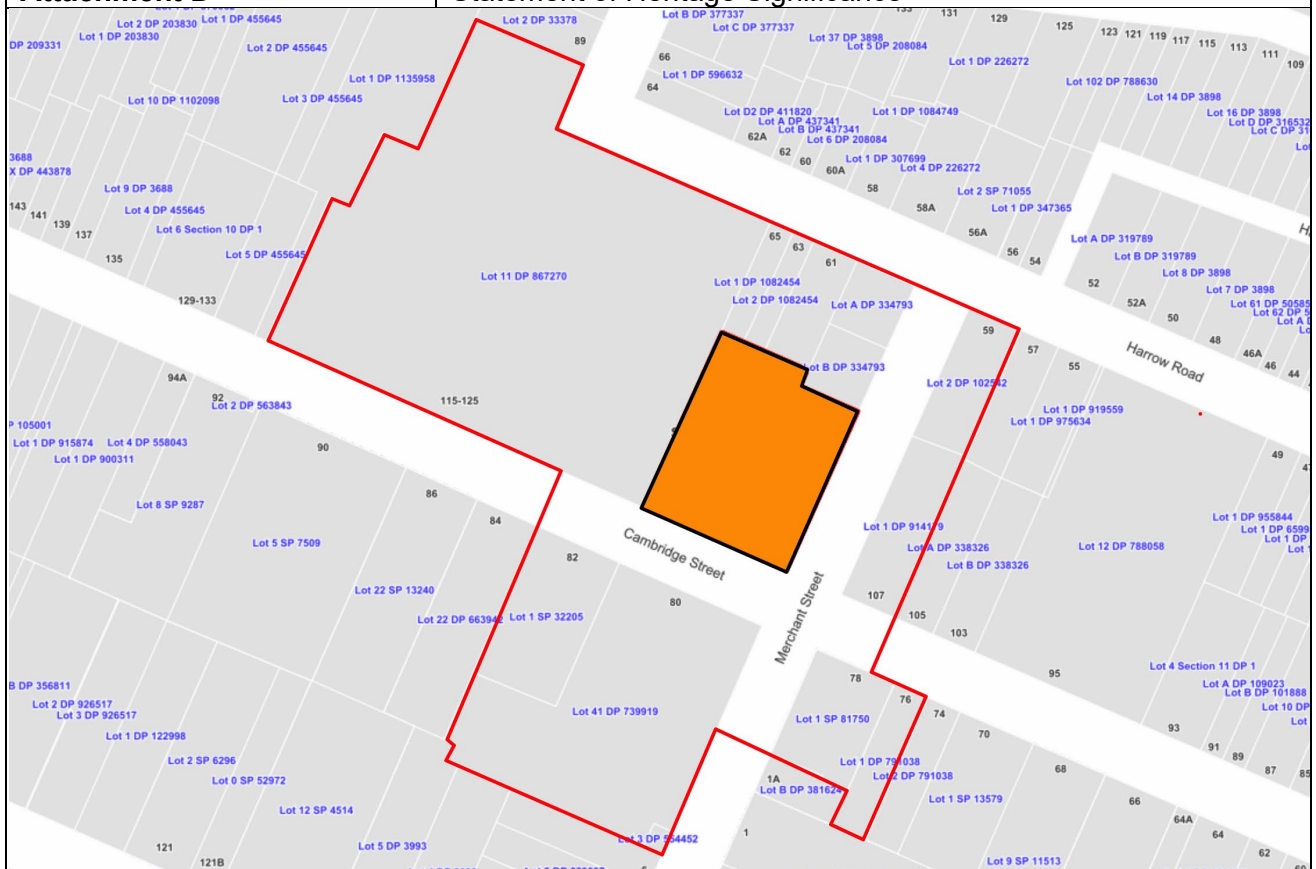 Lot 2 DP 203830
Lot 1 DP 455645
Lot 1 DP 203830
DP 209331
Lot 2 DP 455645
Lot 1 DP 1135958
Lot 10 DP 1102098
Lot 3 DP 455645
Lot 2 DP 33378
89
Lot B DP 377337
Lot C DP 377337
66
64
Lot 1 DP 596632
131
129
125
123
121
119
117
115
113
111
109
Lot 37 DP 3898
Lot 5 DP 208084
Lot 1 DP 226272
Lot 102 DP 788630
Lot 14 DP 3898
Lot 16 DP 3898
Lot D DP 316532
Lot D2 DP 411820
Lot A DP 437341
Lot B DP 437341
Lot 6 DP 208084
Lot 1 DP 1084749
62A
62
60
60A
58
58A
Lot 1 DP 307699
Lot 4 DP 226272
Lot 2 SP 71055
Lot 1 DP 347365
56A
56
54
3688
X DP 443878
Lot 9 DP 3688
Lot 4 DP 455645
Lot 6 Section 10 DP 1
Lot 5 DP 455645
143
141
139
137
135
129-133
Lot 11 DP 867270
65
63
61
Lot 1 DP 1082454
Lot 2 DP 1082454
Lot A DP 334793
Lot B DP 334793
Lot A DP 319789
Lot B DP 319789
Lot 8 DP 3898
Lot 7 DP 3898
52
52A
50
48
46A
46
44
Harrow Road
59
57
55
Lot 2 DP 102542
Lot 1 DP 919559
Lot 1 DP 975634
49
94A
92
Lot 2 DP 563843
115-125
90
86
84
82
80
P 105001
Lot 1 DP 915874
Lot 4 DP 558043
Lot 1 DP 900311
Lot 8 SP 9287
Lot 5 SP 7509
Lot 22 SP 13240
Lot 22 DP 663942
Lot 1 SP 32205
Cambridge Street
Merchant Street
Lot A DP 338326
Lot B DP 338326
Lot 12 DP 788058
Lot 1 DP 955844
107
105
103
95
93
91
89
87
85
Lot 4 Section 11 DP 1
Lot A DP 109023
Lot B DP 101888
Lot 10 DP
78
76
74
70
68
66
64A
64
62
Lot 41 DP 739919
Lot 1 SP 81750
Lot 1 DP 791038
Lot 2 DP 791038
Lot 1 SP 13579
1A
Lot B DP 381624
1
Lot 9 SP 11513
B DP 356811
Lot 2 DP 926517
Lot 3 DP 926517
Lot 1 DP 122998
Lot 2 SP 6296
Lot 0 SP 52972
Lot 12 SP 4514
Lot 5 DP 3993
121
121B